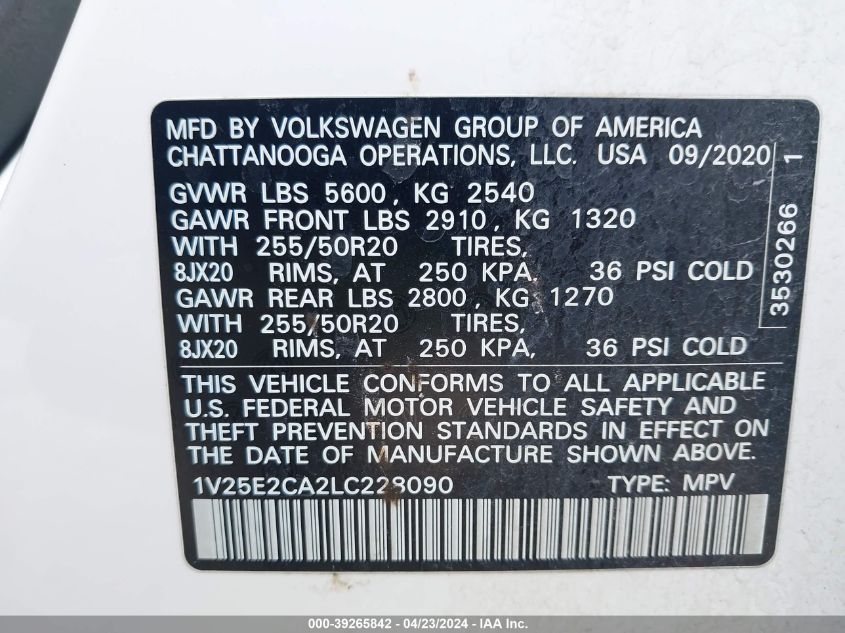 MFD BY VOLKSWAGEN GROUP OF AMERICA
CHATTANOOGA OPERATIONS, LLC. USA 09/2020
GVWR LBS 5600, KG 2540
GAWR FRONT LBS 2910, KG 1320
WITH 255/50R20 TIRES,
8JX20 RIMS, AT 250 KPA, 36 PSI COLD
GAWR REAR LBS 2800, KG 1270
WITH 255/50R20 TIRES,
8JX20 RIMS, AT 250 KPA, 36 PSI COLD
3530266 1
THIS VEHICLE CONFORMS TO ALL APPLICABLE
U.S. FEDERAL MOTOR VEHICLE SAFETY AND
THEFT PREVENTION STANDARDS IN EFFECT ON
THE DATE OF MANUFACTURE SHOWN ABOVE.
1V25E2CA2LC228090 TYPE: MPV
000-39265842 - 04/23/2024 - IAA Inc.